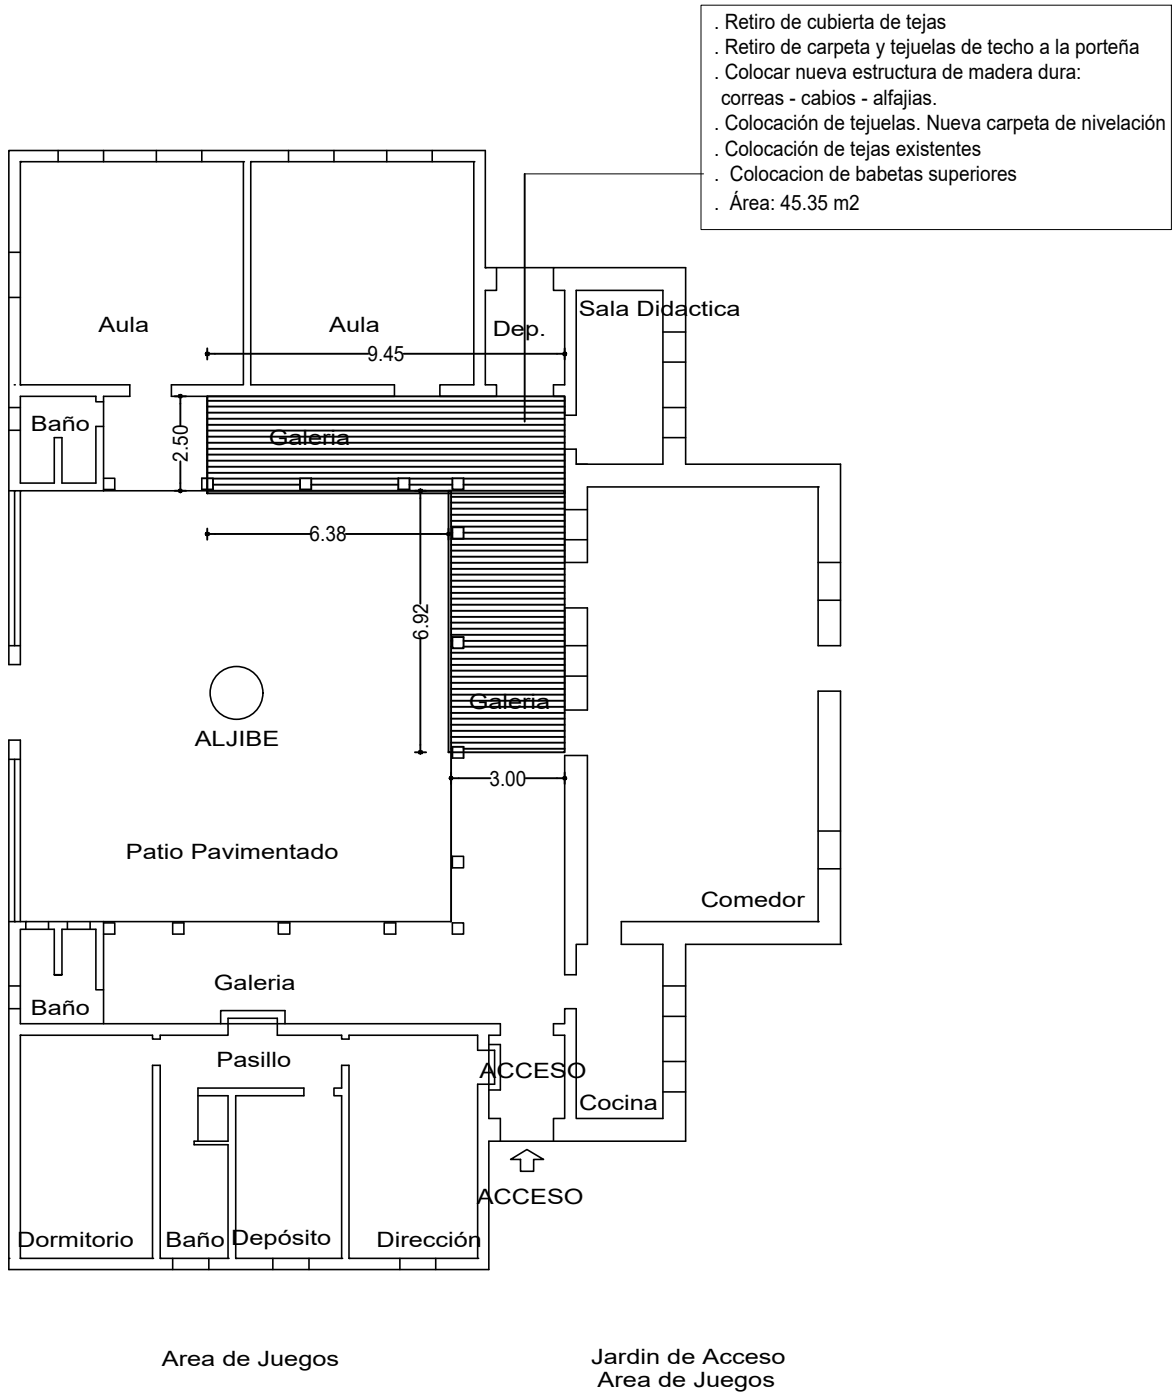 . Retiro de cubierta de tejas
. Retiro de carpeta y tejuelas de techo a la porteña
. Colocar nueva estructura de madera dura:
correas - cabios - alfajias.
. Colocación de tejuelas. Nueva carpeta de nivelación
. Colocación de tejas existentes
. Colocacion de babetas superiores
. Área: 45.35 m2
Sala Didactica
Aula
Aula
Dep.
9.45
Baño
2.50
Galeria
6.38
6.92
Galeria
ALJIBE
3.00
Patio Pavimentado
Comedor
Galeria
Baño
Pasillo
ACCESO
Cocina
ACCESO
Dormitorio
Baño
Depósito
Dirección
Area de Juegos
Jardin de Acceso
Area de Juegos